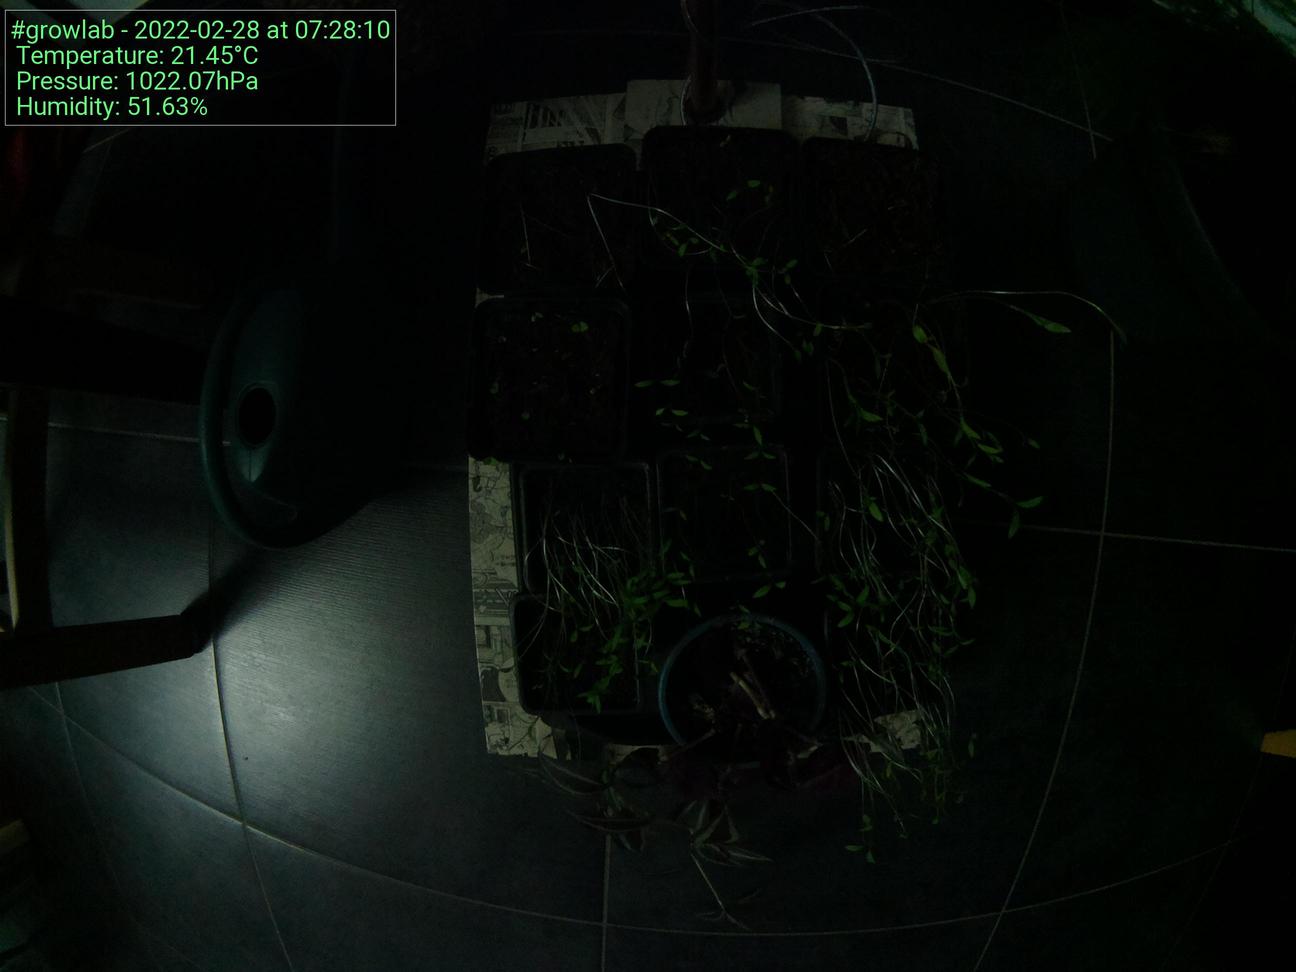 #growlab - 2022-02-28 at 07:28:10
Temperature: 21.45°C
Pressure: 1022.07hPa
Humidity: 51.63%